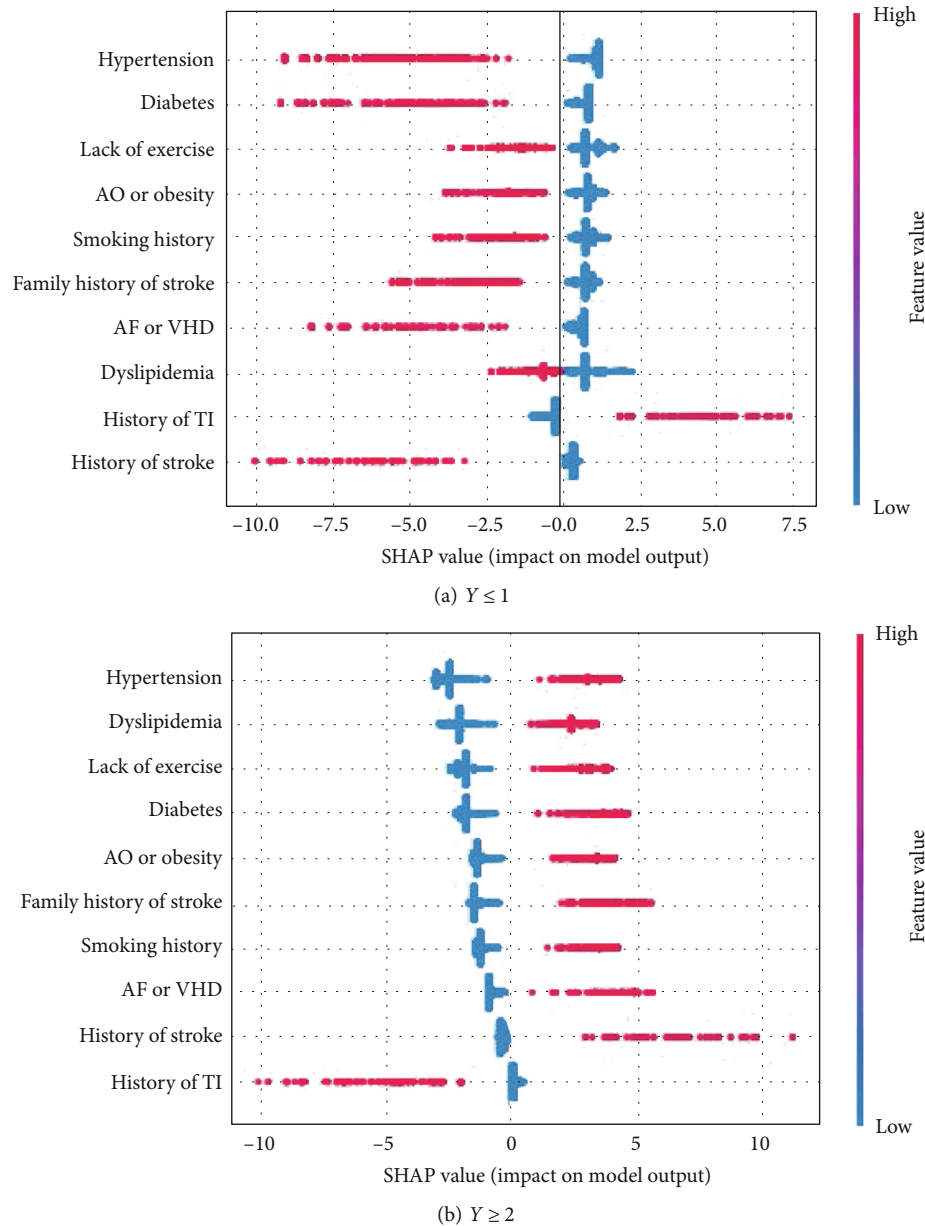 High
Hypertension
Diabetes
Lack of exercise
AO or obesity
Smoking history
Family history of stroke
AF or VHD
Dyslipidemia
History of TI
History of stroke
Feature value
Low
−10.0 −7.5 −5.0 −2.5 −0.0 2.5 5.0 7.5
SHAP value (impact on model output)
(a) Y ≤ 1
High
Hypertension
Dyslipidemia
Lack of exercise
Diabetes
AO or obesity
Family history of stroke
Smoking history
AF or VHD
History of stroke
History of TI
Feature value
Low
−10 −5 0 5 10
SHAP value (impact on model output)
(b) Y ≥ 2